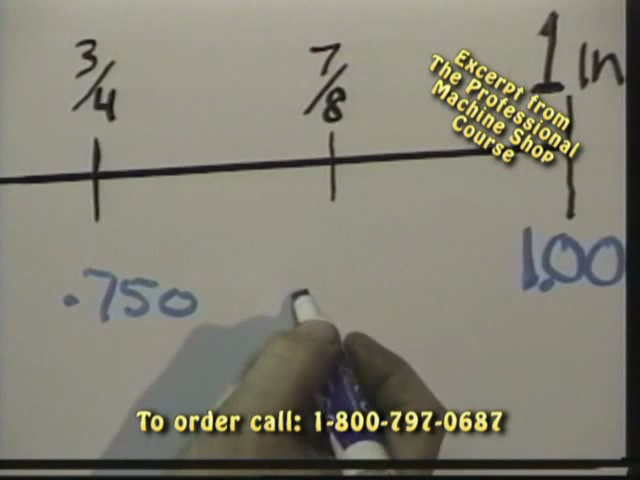 3/4
7/8
1 in
Excerpt from
The Professional
Machine Shop
Course
.750
1.00
To order call: 1-800-797-0687